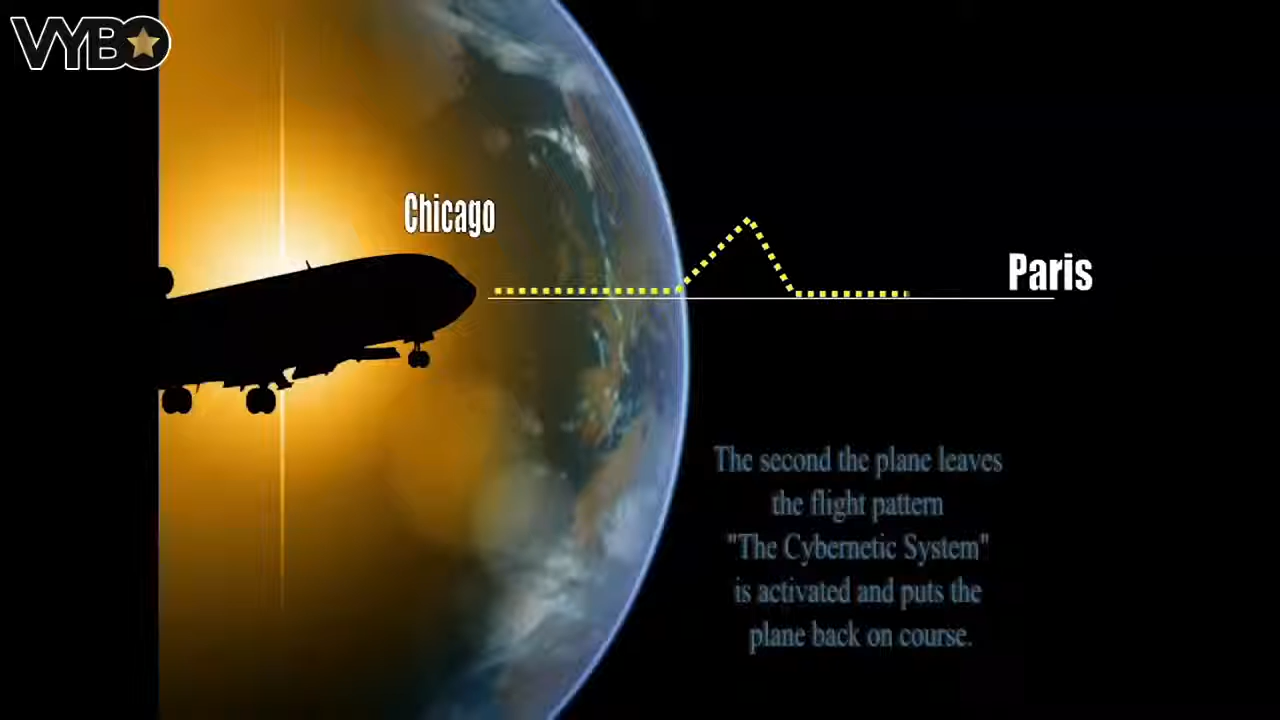 VYBO
Chicago
Paris
The second the plane leaves
the flight pattern
"The Cybernetic System"
is activated and puts the
plane back on course.